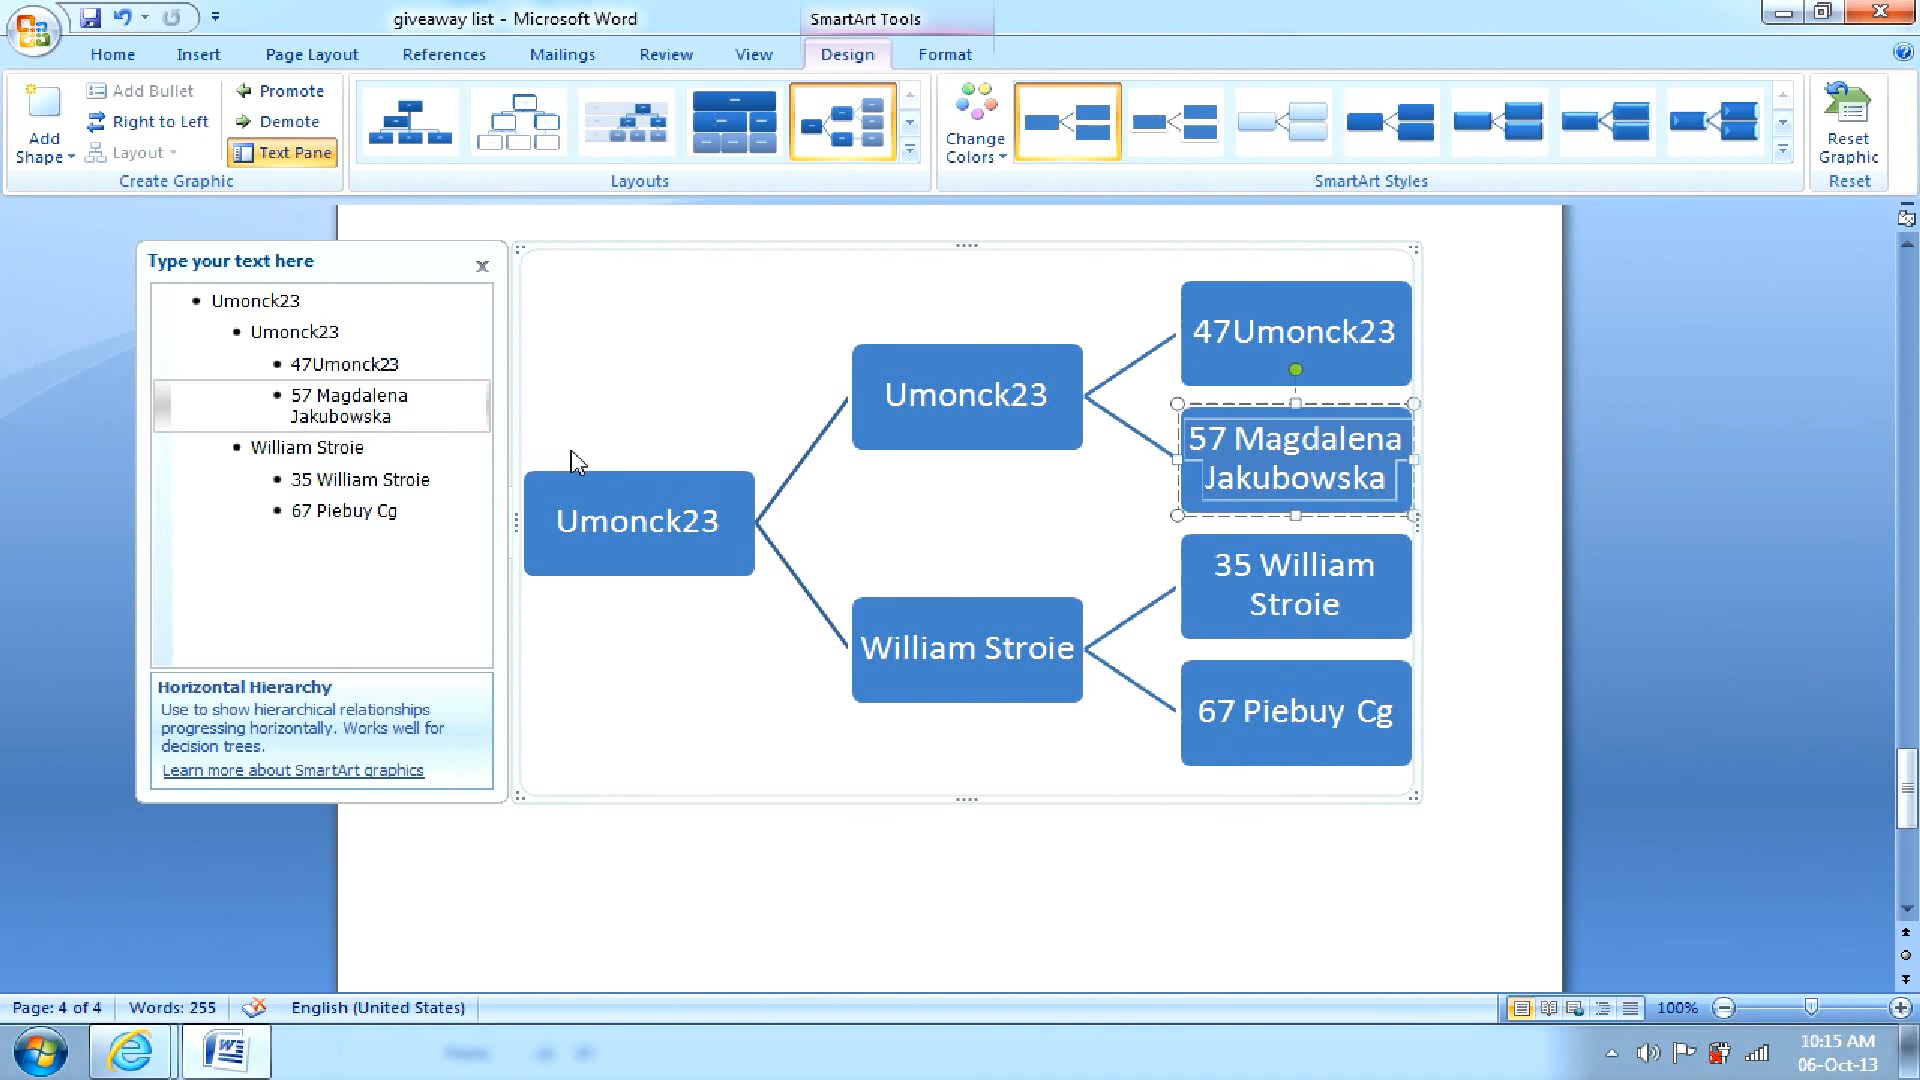 giveaway list - Microsoft Word
SmartArt Tools
Home
Insert
Page Layout
References
Mailings
Review
View
Design
Format
Add
Shape
Add Bullet
Right to Left
Layout
Promote
Demote
Text Pane
Create Graphic
Layouts
Change
Colors
SmartArt Styles
Reset
Graphic
Reset
Type your text here
x
Umonck23
Umonck23
47Umonck23
57 Magdalena
Jakubowska
William Stroie
35 William Stroie
67 Piebuy Cg
Horizontal Hierarchy
Use to show hierarchical relationships
progressing horizontally. Works well for
decision trees.
Learn more about SmartArt graphics
Umonck23
Umonck23
William Stroie
47Umonck23
57 Magdalena
Jakubowska
35 William
Stroie
67 Piebuy Cg
Page: 4 of 4
Words: 255
English (United States)
100%
10:15 AM
06-Oct-13